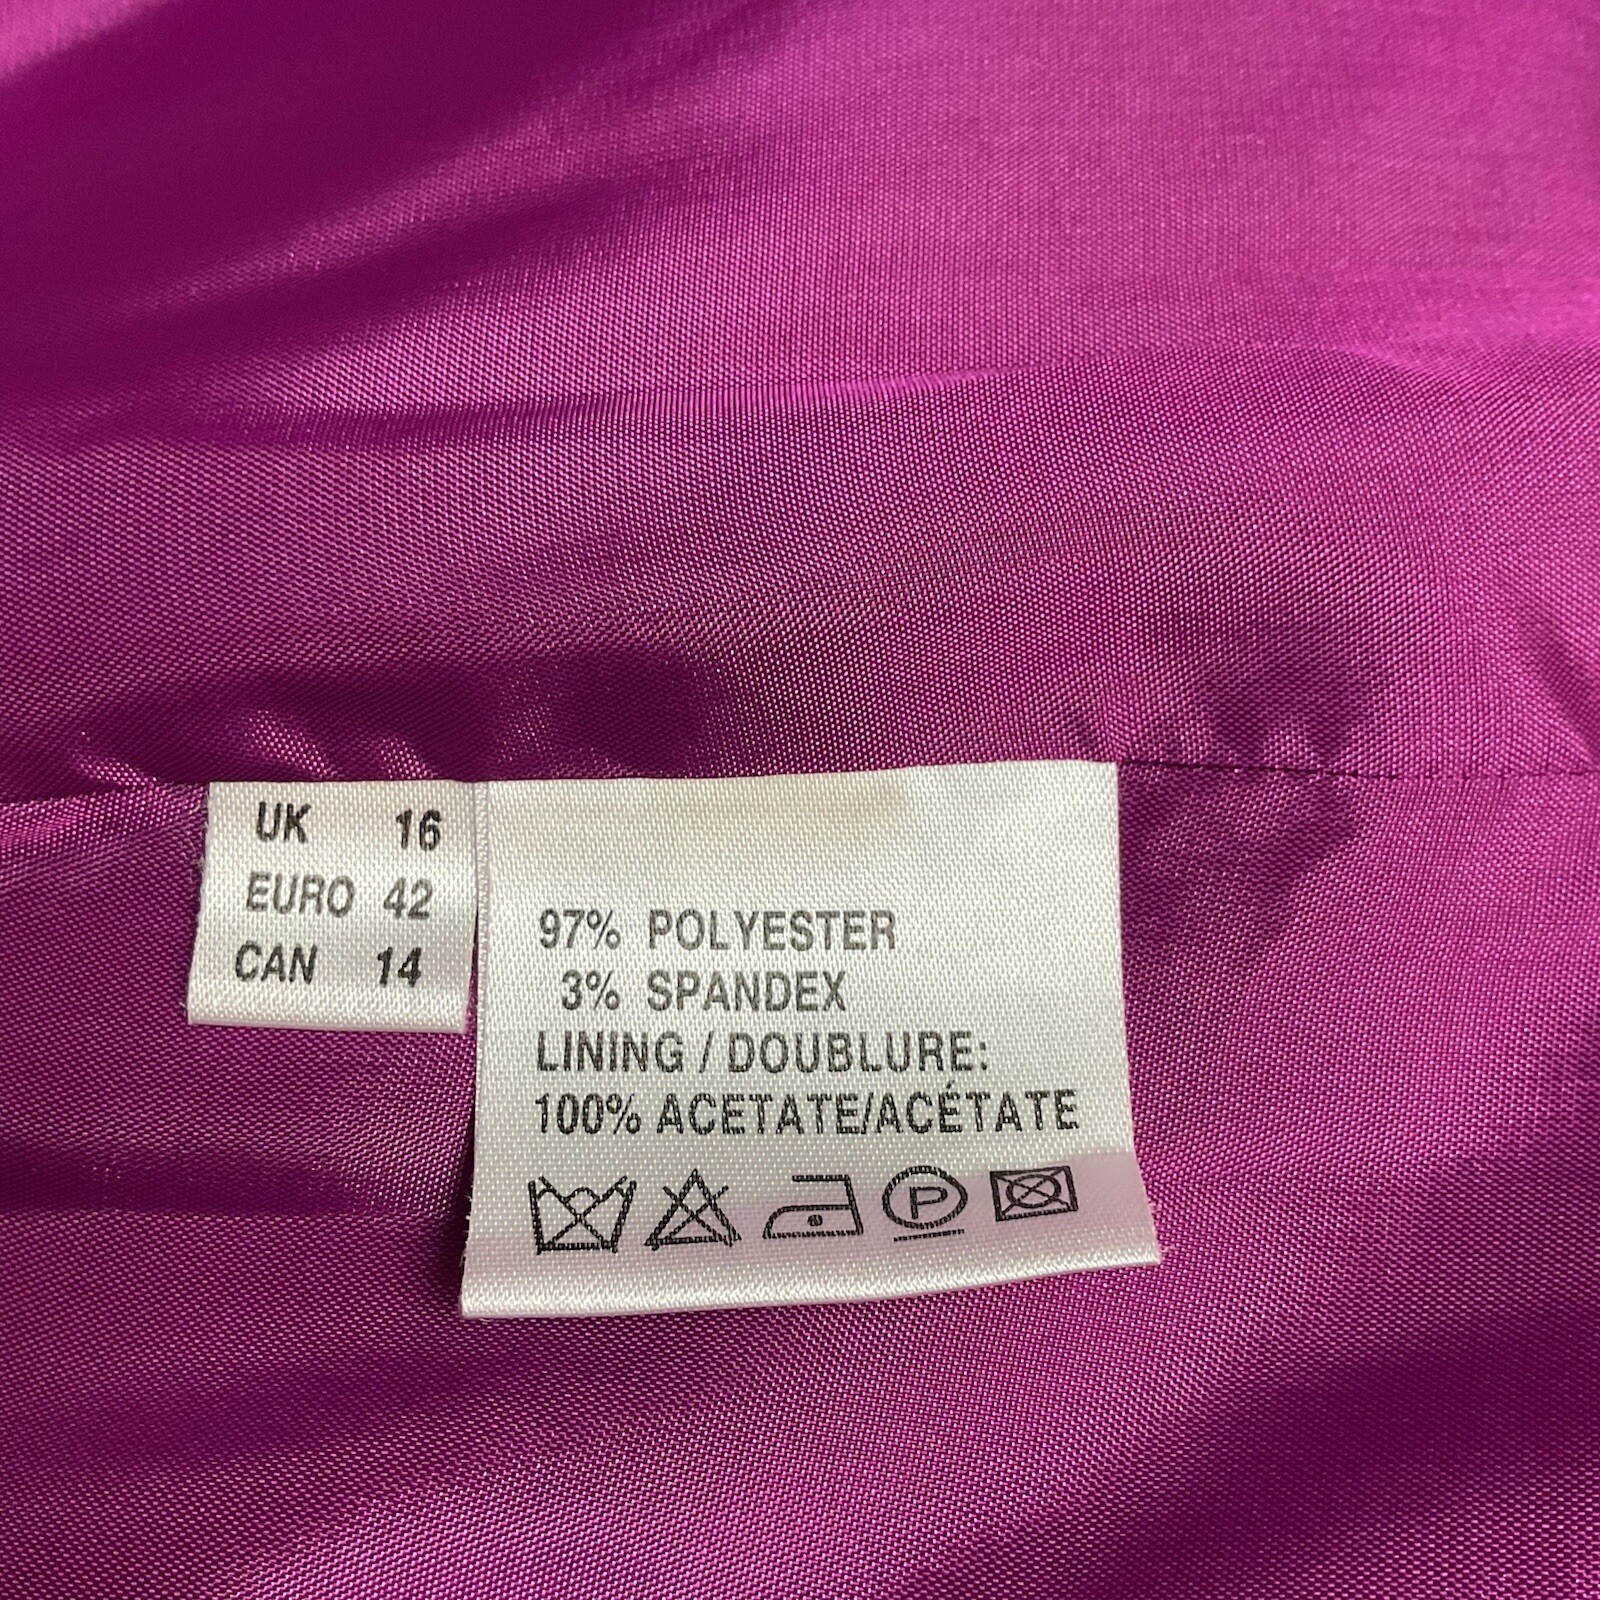 UK 16
EURO 42
CAN 14
97% POLYESTER
3% SPANDEX
LINING / DOUBLURE:
100% ACETATE/ACÉTATE
P